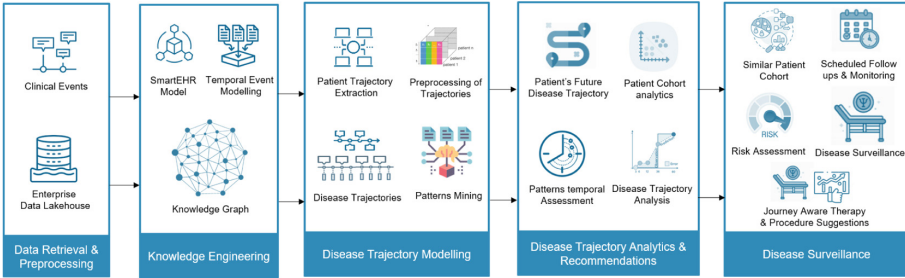 Clinical Events
Enterprise
Data Lakehouse
Data Retrieval &
Preprocessing
SmartEHR
Model
Temporal Event
Modelling
Knowledge Graph
Knowledge Engineering
Patient Trajectory
Extraction
patient n
patient 2
patient 1
Preprocessing of
Trajectories
Disease Trajectories
Patterns Mining
Disease Trajectory Modelling
Patient's Future
Disease Trajectory
Patient Cohort
analytics
Patterns temporal
Assessment
Disease Trajectory
Analysis
Disease Trajectory Analytics &
Recommendations
Similar Patient
Cohort
Scheduled Follow
ups & Monitoring
RISK
Risk Assessment
Disease Surveillance
Journey Aware Therapy
& Procedure Suggestions
Disease Surveillance